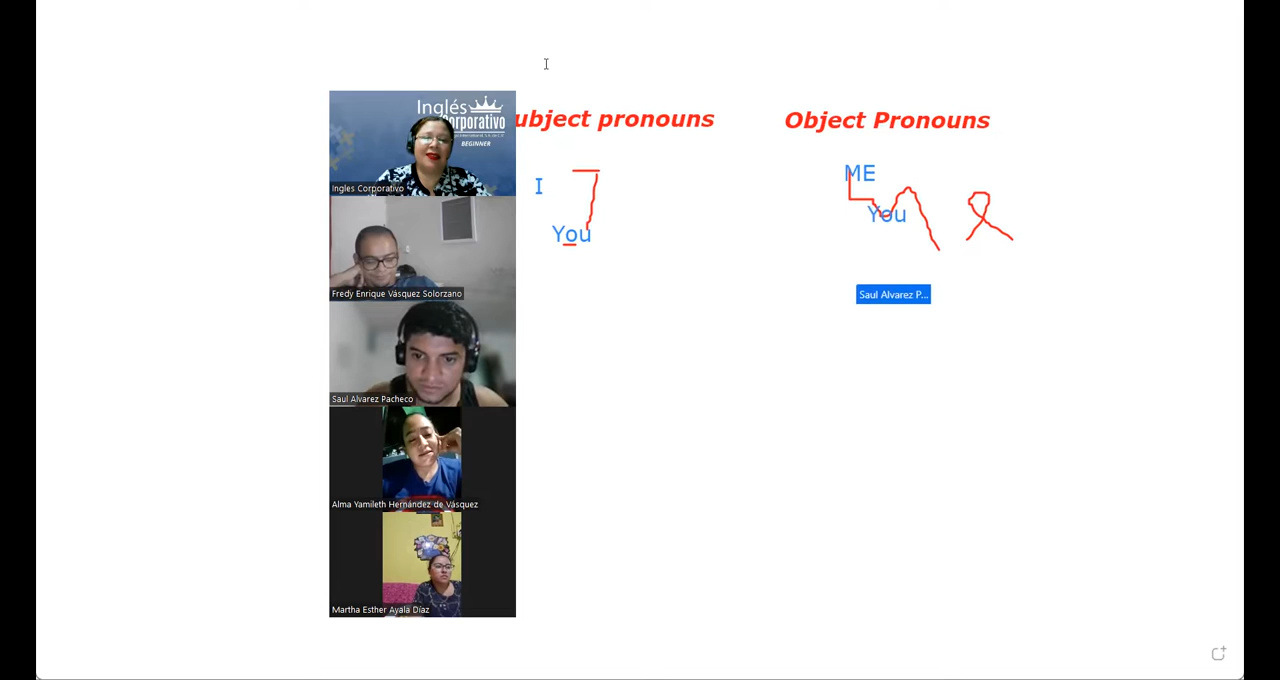 Inglés
Corporativo
BEGINNER
Ingles Corporativo
Fredy Enrique Vásquez Solorzano
Saul Alvarez Pacheco
Alma Yamileth Hernández de Vásquez
Martha Esther Ayala Díaz
ubject pronouns
I
You
Object Pronouns
ME
You
Saul Alvarez P...